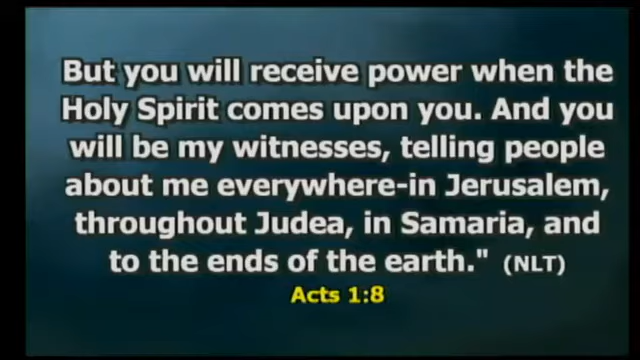 But you will receive power when the
Holy Spirit comes upon you. And you
will be my witnesses, telling people
about me everywhere-in Jerusalem,
throughout Judea, in Samaria, and
to the ends of the earth." (NLT)
Acts 1:8